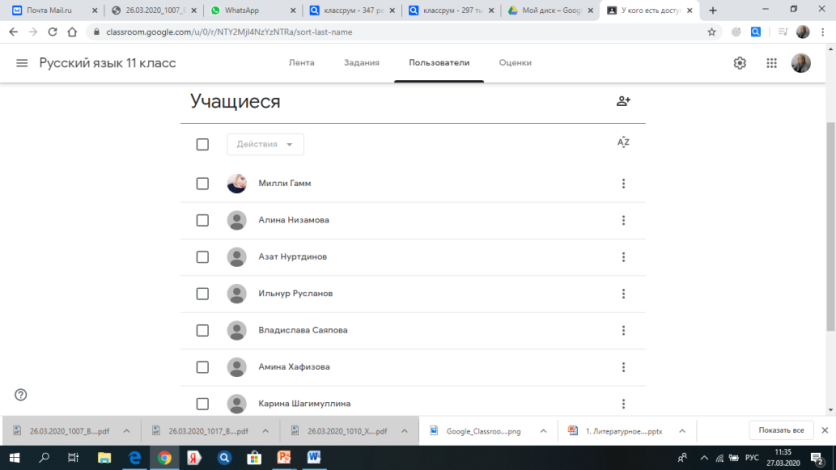 Почта Mail.ru
26.03.2020_1007_
WhatsApp
классрум - 347
классрум - 297
Мой диск – Goog
У кого есть досту
classroom.google.com/u/0/r/NTY2MjI4NzYzNTRa/sort-last-name
Русский язык 11 класс
Лента Задания Пользователи Оценки
Учащиеся
Действия
AZ
Милли Гамм
Алина Низамова
Азат Нуртдинов
Ильнур Русланов
Владислава Саяпова
Амина Хафизова
Карина Шагимуллина
26.03.2020_1007_B....pdf
26.03.2020_1017_B....pdf
26.03.2020_1010_X....pdf
Google_Classroo....png
1. Литературное....pptx
Показать все
РУС
11:35
27.03.2020
2